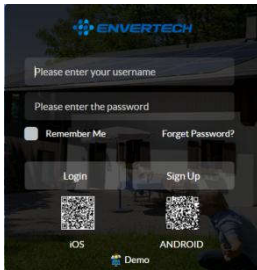 ENVERTECH
Please enter your username
Please enter the password
Remember Me Forget Password?
Login Sign Up
iOS ANDROID
Demo